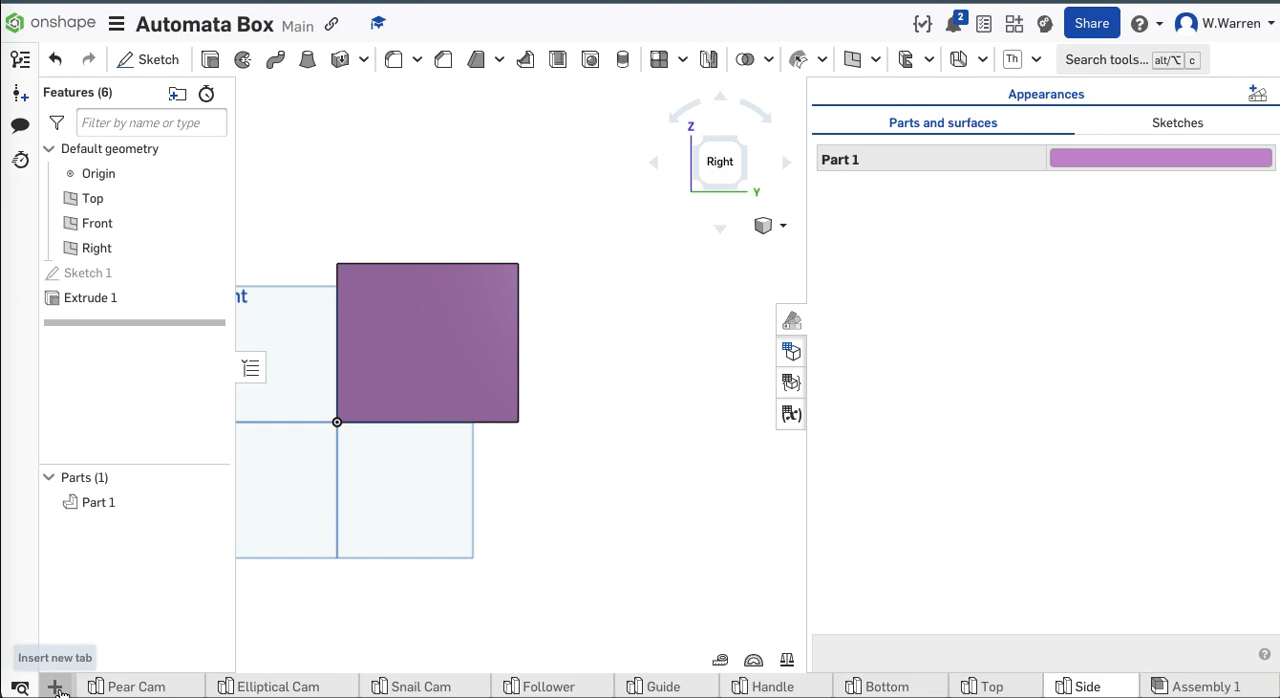 onshape Automata Box Main 2 Share W.Warren
Sketch Th Search tools... alt/⌥ c
Features (6) Appearances
Filter by name or type Parts and surfaces Sketches
Default geometry
Origin Part 1
Top
Front
Right
Sketch 1
Extrude 1
Parts (1)
Part 1
Z
Right
Y
nt
(x)
Insert new tab
Pear Cam Elliptical Cam Snail Cam Follower Guide Handle Bottom Top Side Assembly 1